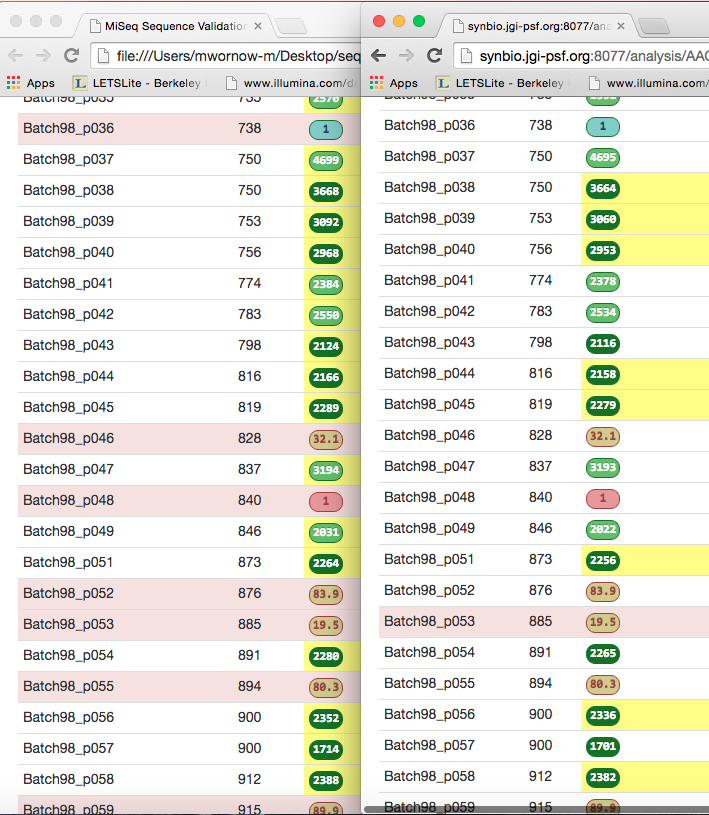 MiSeq Sequence Validation
file:///Users/mwornow-m/Desktop/seq
Apps LETSLite - Berkeley www.illumina.com/d
Batch98_p035 735 2570
Batch98_p036 738 1
Batch98_p037 750 4699
Batch98_p038 750 3668
Batch98_p039 753 3092
Batch98_p040 756 2968
Batch98_p041 774 2384
Batch98_p042 783 2550
Batch98_p043 798 2124
Batch98_p044 816 2166
Batch98_p045 819 2289
Batch98_p046 828 32.1
Batch98_p047 837 3194
Batch98_p048 840 1
Batch98_p049 846 2031
Batch98_p051 873 2264
Batch98_p052 876 83.9
Batch98_p053 885 19.5
Batch98_p054 891 2280
Batch98_p055 894 80.3
Batch98_p056 900 2352
Batch98_p057 900 1714
Batch98_p058 912 2388
Batch98_p059 915 89.9
synbio.jgi-psf.org:8077/ana
synbio.jgi-psf.org:8077/analysis/AAC
Apps LETSLite - Berkeley www.illumina.com/
Batch98_p036 738 1
Batch98_p037 750 4695
Batch98_p038 750 3664
Batch98_p039 753 3060
Batch98_p040 756 2953
Batch98_p041 774 2378
Batch98_p042 783 2534
Batch98_p043 798 2116
Batch98_p044 816 2158
Batch98_p045 819 2279
Batch98_p046 828 32.1
Batch98_p047 837 3193
Batch98_p048 840 1
Batch98_p049 846 2022
Batch98_p051 873 2256
Batch98_p052 876 83.9
Batch98_p053 885 19.5
Batch98_p054 891 2265
Batch98_p055 894 80.3
Batch98_p056 900 2336
Batch98_p057 900 1701
Batch98_p058 912 2382
Batch98_p059 915 89.9